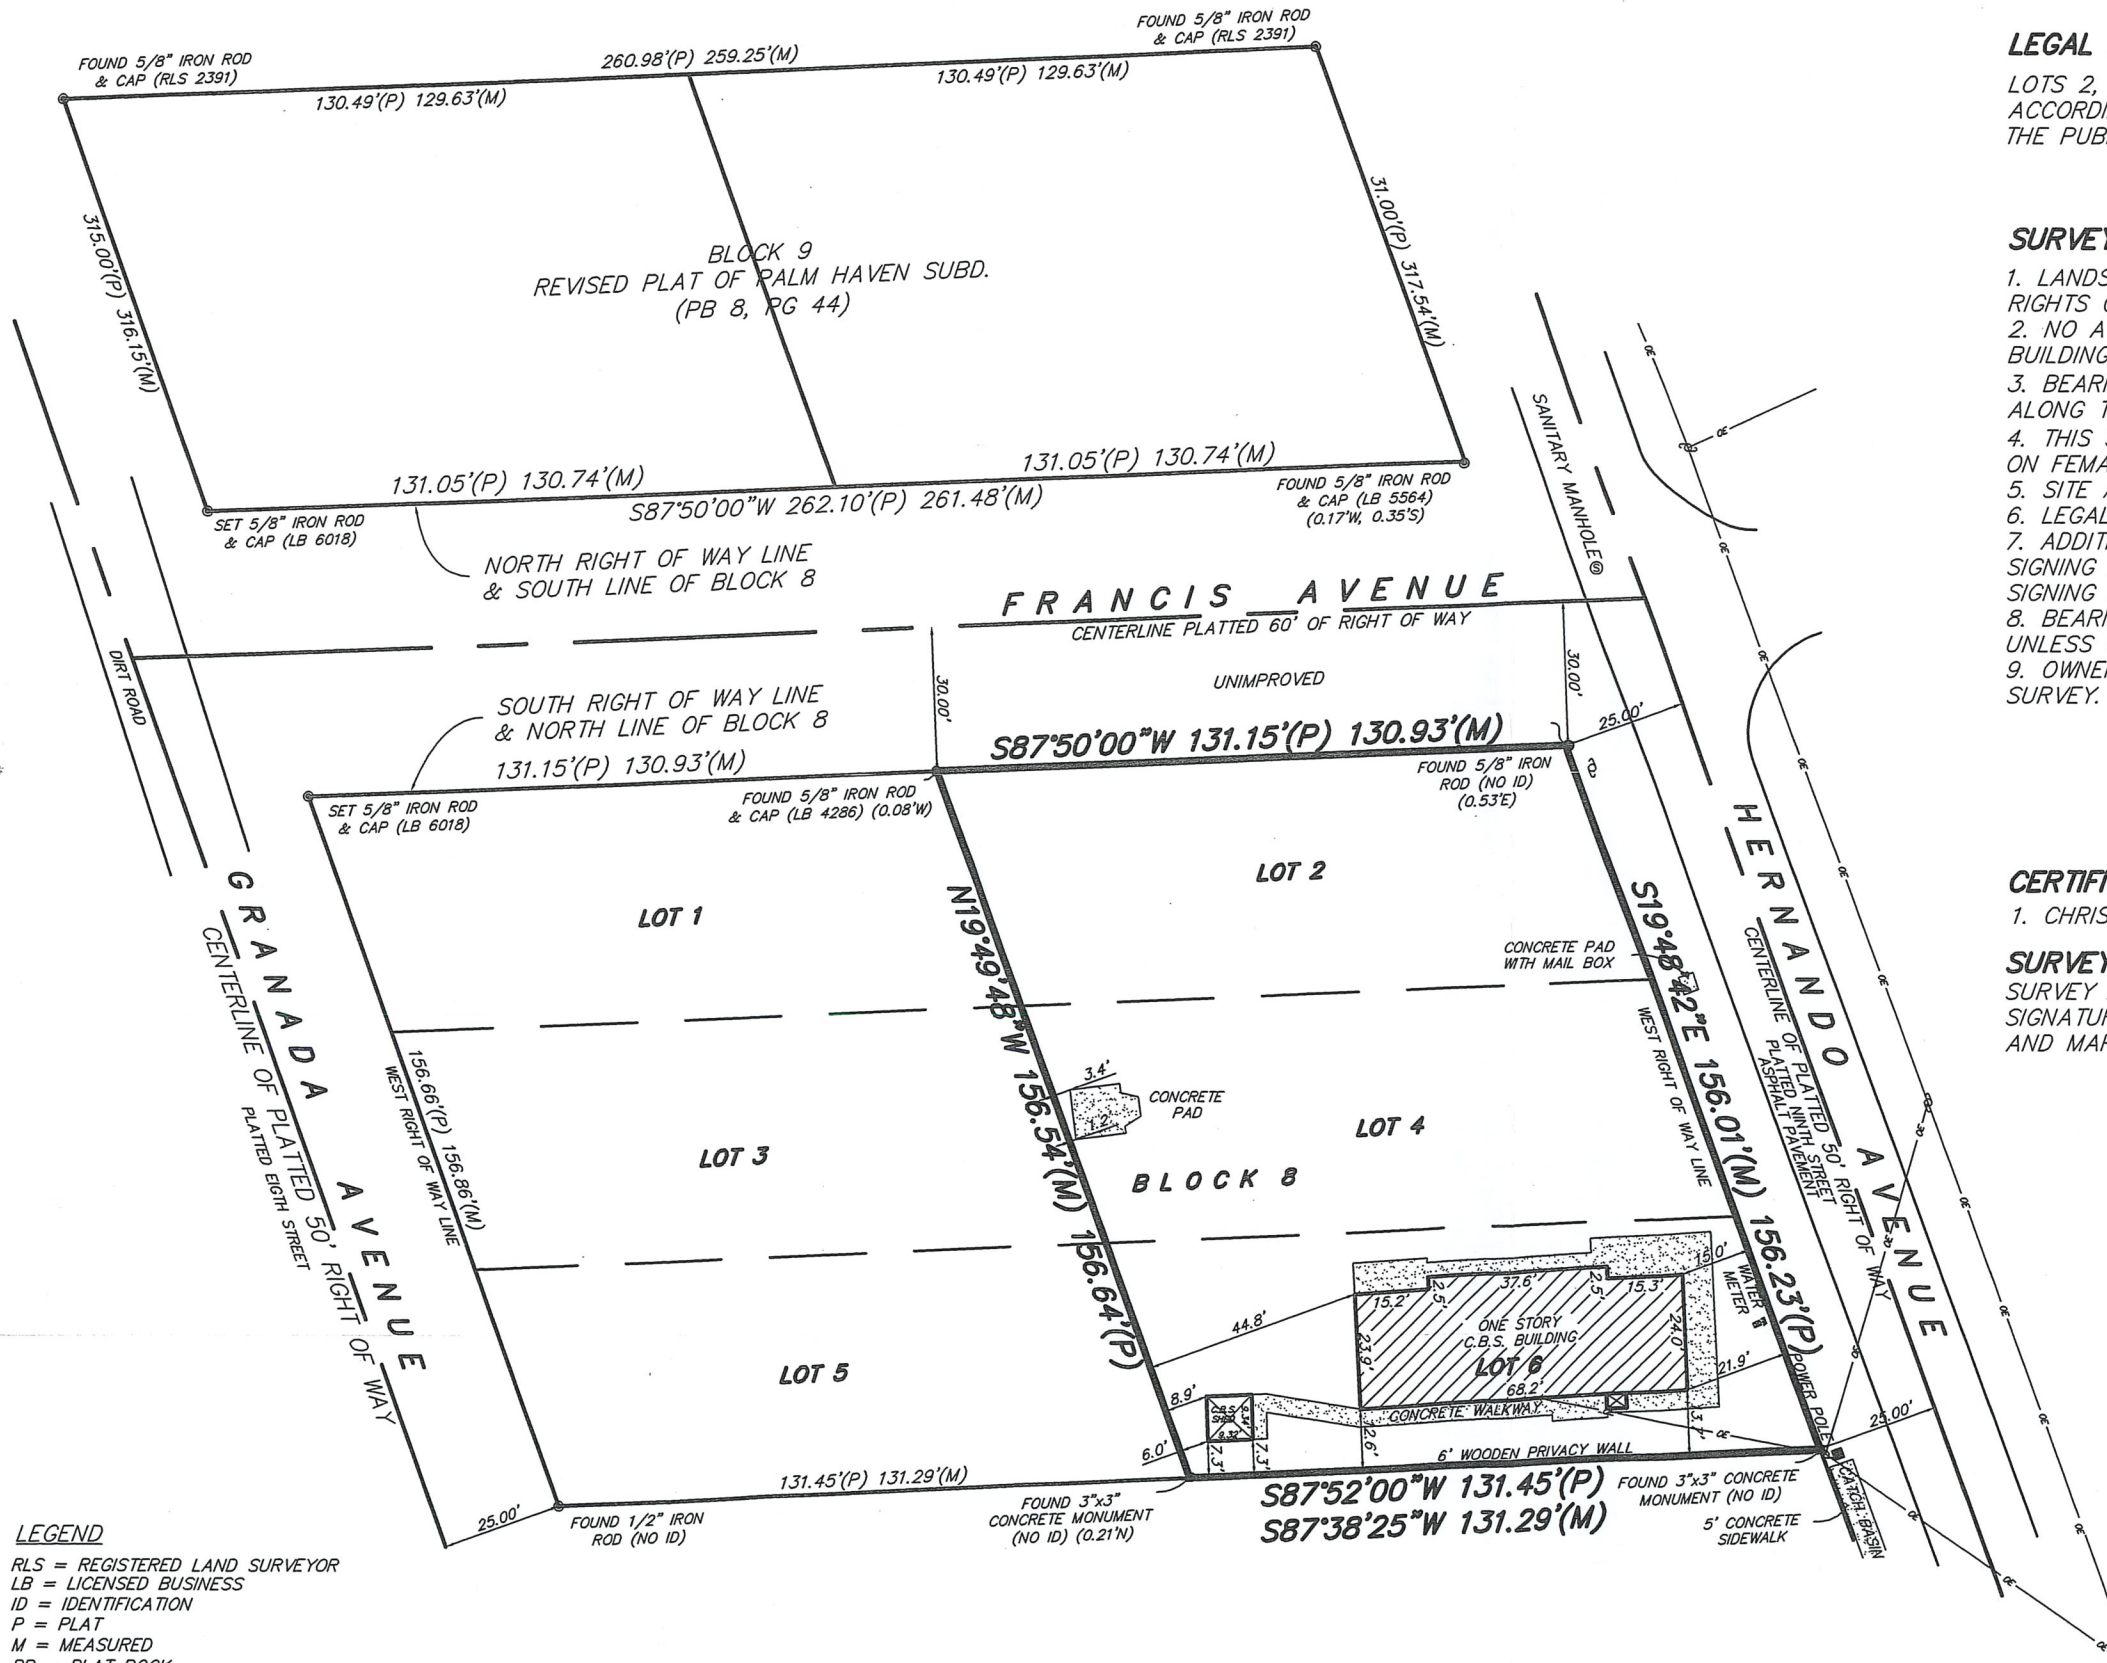 FOUND 5/8" IRON ROD
& CAP (RLS 2391)
260.98'(P) 259.25'(M)
FOUND 5/8" IRON ROD
& CAP (RLS 2391)
130.49'(P) 129.63'(M)
130.49'(P) 129.63'(M)
315.00'(P) 316.15'(M)
31.00'(P) 317.54'(M)
BLOCK 9
REVISED PLAT OF PALM HAVEN SUBD.
(PB 8, PG 44)
131.05'(P) 130.74'(M)
131.05'(P) 130.74'(M)
S87°50'00"W 262.10'(P) 261.48'(M)
SET 5/8" IRON ROD
& CAP (LB 6018)
FOUND 5/8" IRON ROD
& CAP (LB 5564)
(0.17'W, 0.35'S)
SANITARY MANHOLE
S
NORTH RIGHT OF WAY LINE
& SOUTH LINE OF BLOCK 8
FRANCIS AVENUE
CENTERLINE PLATTED 60' OF RIGHT OF WAY
UNIMPROVED
30.00'
30.00'
25.00'
DIRT ROAD
SOUTH RIGHT OF WAY LINE
& NORTH LINE OF BLOCK 8
131.15'(P) 130.93'(M)
S87°50'00"W 131.15'(P) 130.93'(M)
SET 5/8" IRON ROD
& CAP (LB 6018)
FOUND 5/8" IRON ROD
& CAP (LB 4286) (0.08'W)
FOUND 5/8" IRON
ROD (NO ID)
(0.53'E)
GRANADA AVENUE
CENTERLINE OF PLATTED 50' RIGHT OF WAY
PLATTED EIGTH STREET
HERNANDO AVENUE
CENTERLINE OF PLATTED 50' RIGHT OF WAY
PLATTED NINTH STREET
ASPHALT PAVEMENT
LOT 1
LOT 2
N19°49'48"W 156.54'(M) 156.64'(P)
S19°48'42"E 156.01'(M) 156.23'(P)
CONCRETE PAD
WITH MAIL BOX
WEST RIGHT OF WAY LINE
156.66'(P) 156.86'(M)
WEST RIGHT OF WAY LINE
3.4'
1.2'
CONCRETE
PAD
LOT 3
LOT 4
BLOCK 8
LOT 5
44.8'
15.2'
2.5'
37.6'
2.5'
15.3'
15.0'
WATER
METER
ONE STORY
C.B.S. BUILDING
LOT 6
23.9'
24.0'
68.2'
21.9'
POWER POLE
8.9'
C.B.S.
SHED
9.32'
6.0'
7.3'
7.3'
CONCRETE WALKWAY
12.6'
6' WOODEN PRIVACY WALL
25.00'
131.45'(P) 131.29'(M)
S87°52'00"W 131.45'(P)
S87°38'25"W 131.29'(M)
25.00'
FOUND 1/2" IRON
ROD (NO ID)
FOUND 3"x3"
CONCRETE MONUMENT
(NO ID) (0.21'N)
FOUND 3"x3" CONCRETE
MONUMENT (NO ID)
5' CONCRETE
SIDEWALK
CATCH BASIN
OE
LEGEND
RLS = REGISTERED LAND SURVEYOR
LB = LICENSED BUSINESS
ID = IDENTIFICATION
P = PLAT
M = MEASURED
LEGAL
LOTS 2,
ACCORDI
THE PUB
SURVEY
1. LANDS
RIGHTS
2. NO A
BUILDING
3. BEARI
ALONG T
4. THIS
ON FEMA
5. SITE
6. LEGAL
7. ADDITI
SIGNING
SIGNING
8. BEARI
UNLESS
9. OWNE
SURVEY.
CERTIFI
1. CHRIS
SURVEY
SURVEY
SIGNATUR
AND MAP